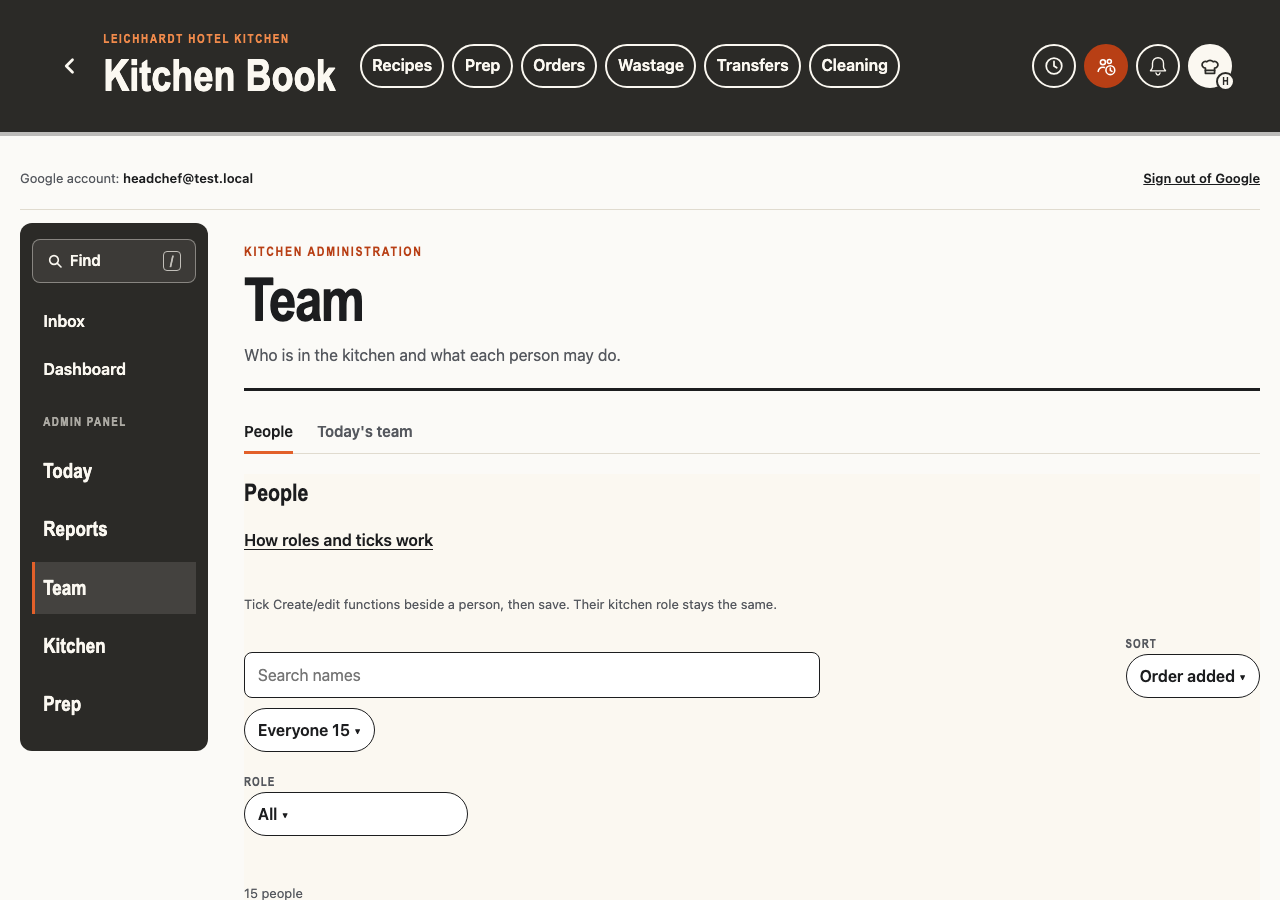 LEICHHARDT HOTEL KITCHEN
Kitchen Book
Recipes
Prep
Orders
Wastage
Transfers
Cleaning
H
Google account: headchef@test.local
Sign out of Google
Find
/
Inbox
Dashboard
ADMIN PANEL
Today
Reports
Team
Kitchen
Prep
KITCHEN ADMINISTRATION
Team
Who is in the kitchen and what each person may do.
People
Today's team
People
How roles and ticks work
Tick Create/edit functions beside a person, then save. Their kitchen role stays the same.
SORT
Search names
Order added ▾
Everyone 15 ▾
ROLE
All ▾
15 people